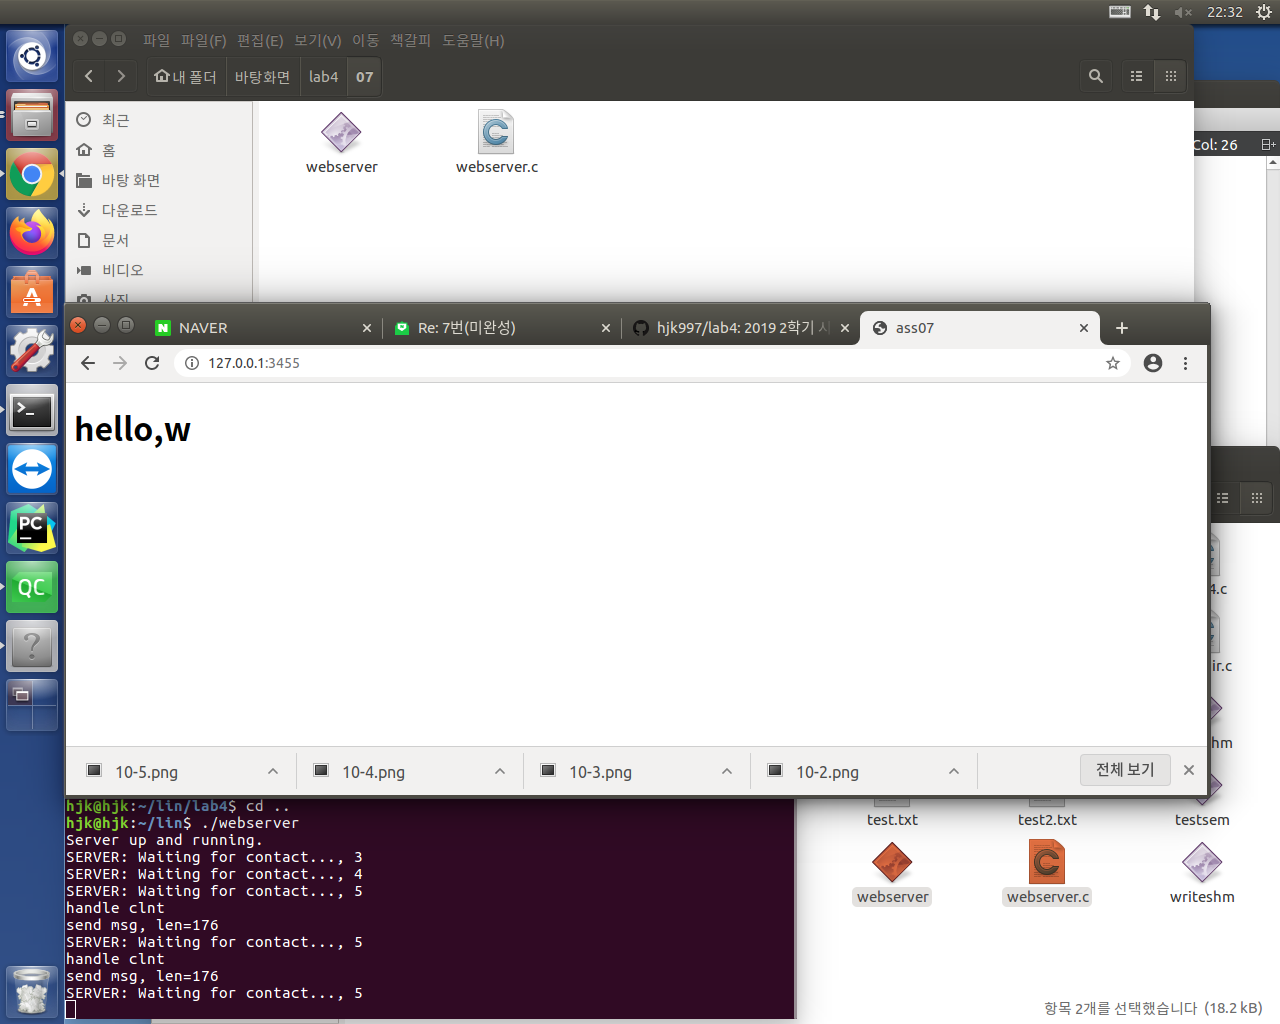 22:32
파일 파일(F) 편집(E) 보기(V) 이동 책갈피 도움말(H)
내 폴더 바탕화면 lab4 07
최근
홈
바탕 화면
다운로드
문서
비디오
사진
webserver webserver.c
Col: 26
NAVER Re: 7번(미완성) hjk997/lab4: 2019 2학기 ass07
127.0.0.1:3455
hello,w
10-5.png 10-4.png 10-3.png 10-2.png 전체 보기
PC
QC
hjk@hjk:~/lin/lab4$ cd ..
hjk@hjk:~/lin$ ./webserver
Server up and running.
SERVER: Waiting for contact..., 3
SERVER: Waiting for contact..., 4
SERVER: Waiting for contact..., 5
handle clnt
send msg, len=176
SERVER: Waiting for contact..., 5
handle clnt
send msg, len=176
SERVER: Waiting for contact..., 5
4.c
ir.c
hm
test.txt test2.txt testsem
webserver webserver.c writeshm
항목 2개를 선택했습니다 (18.2 kB)